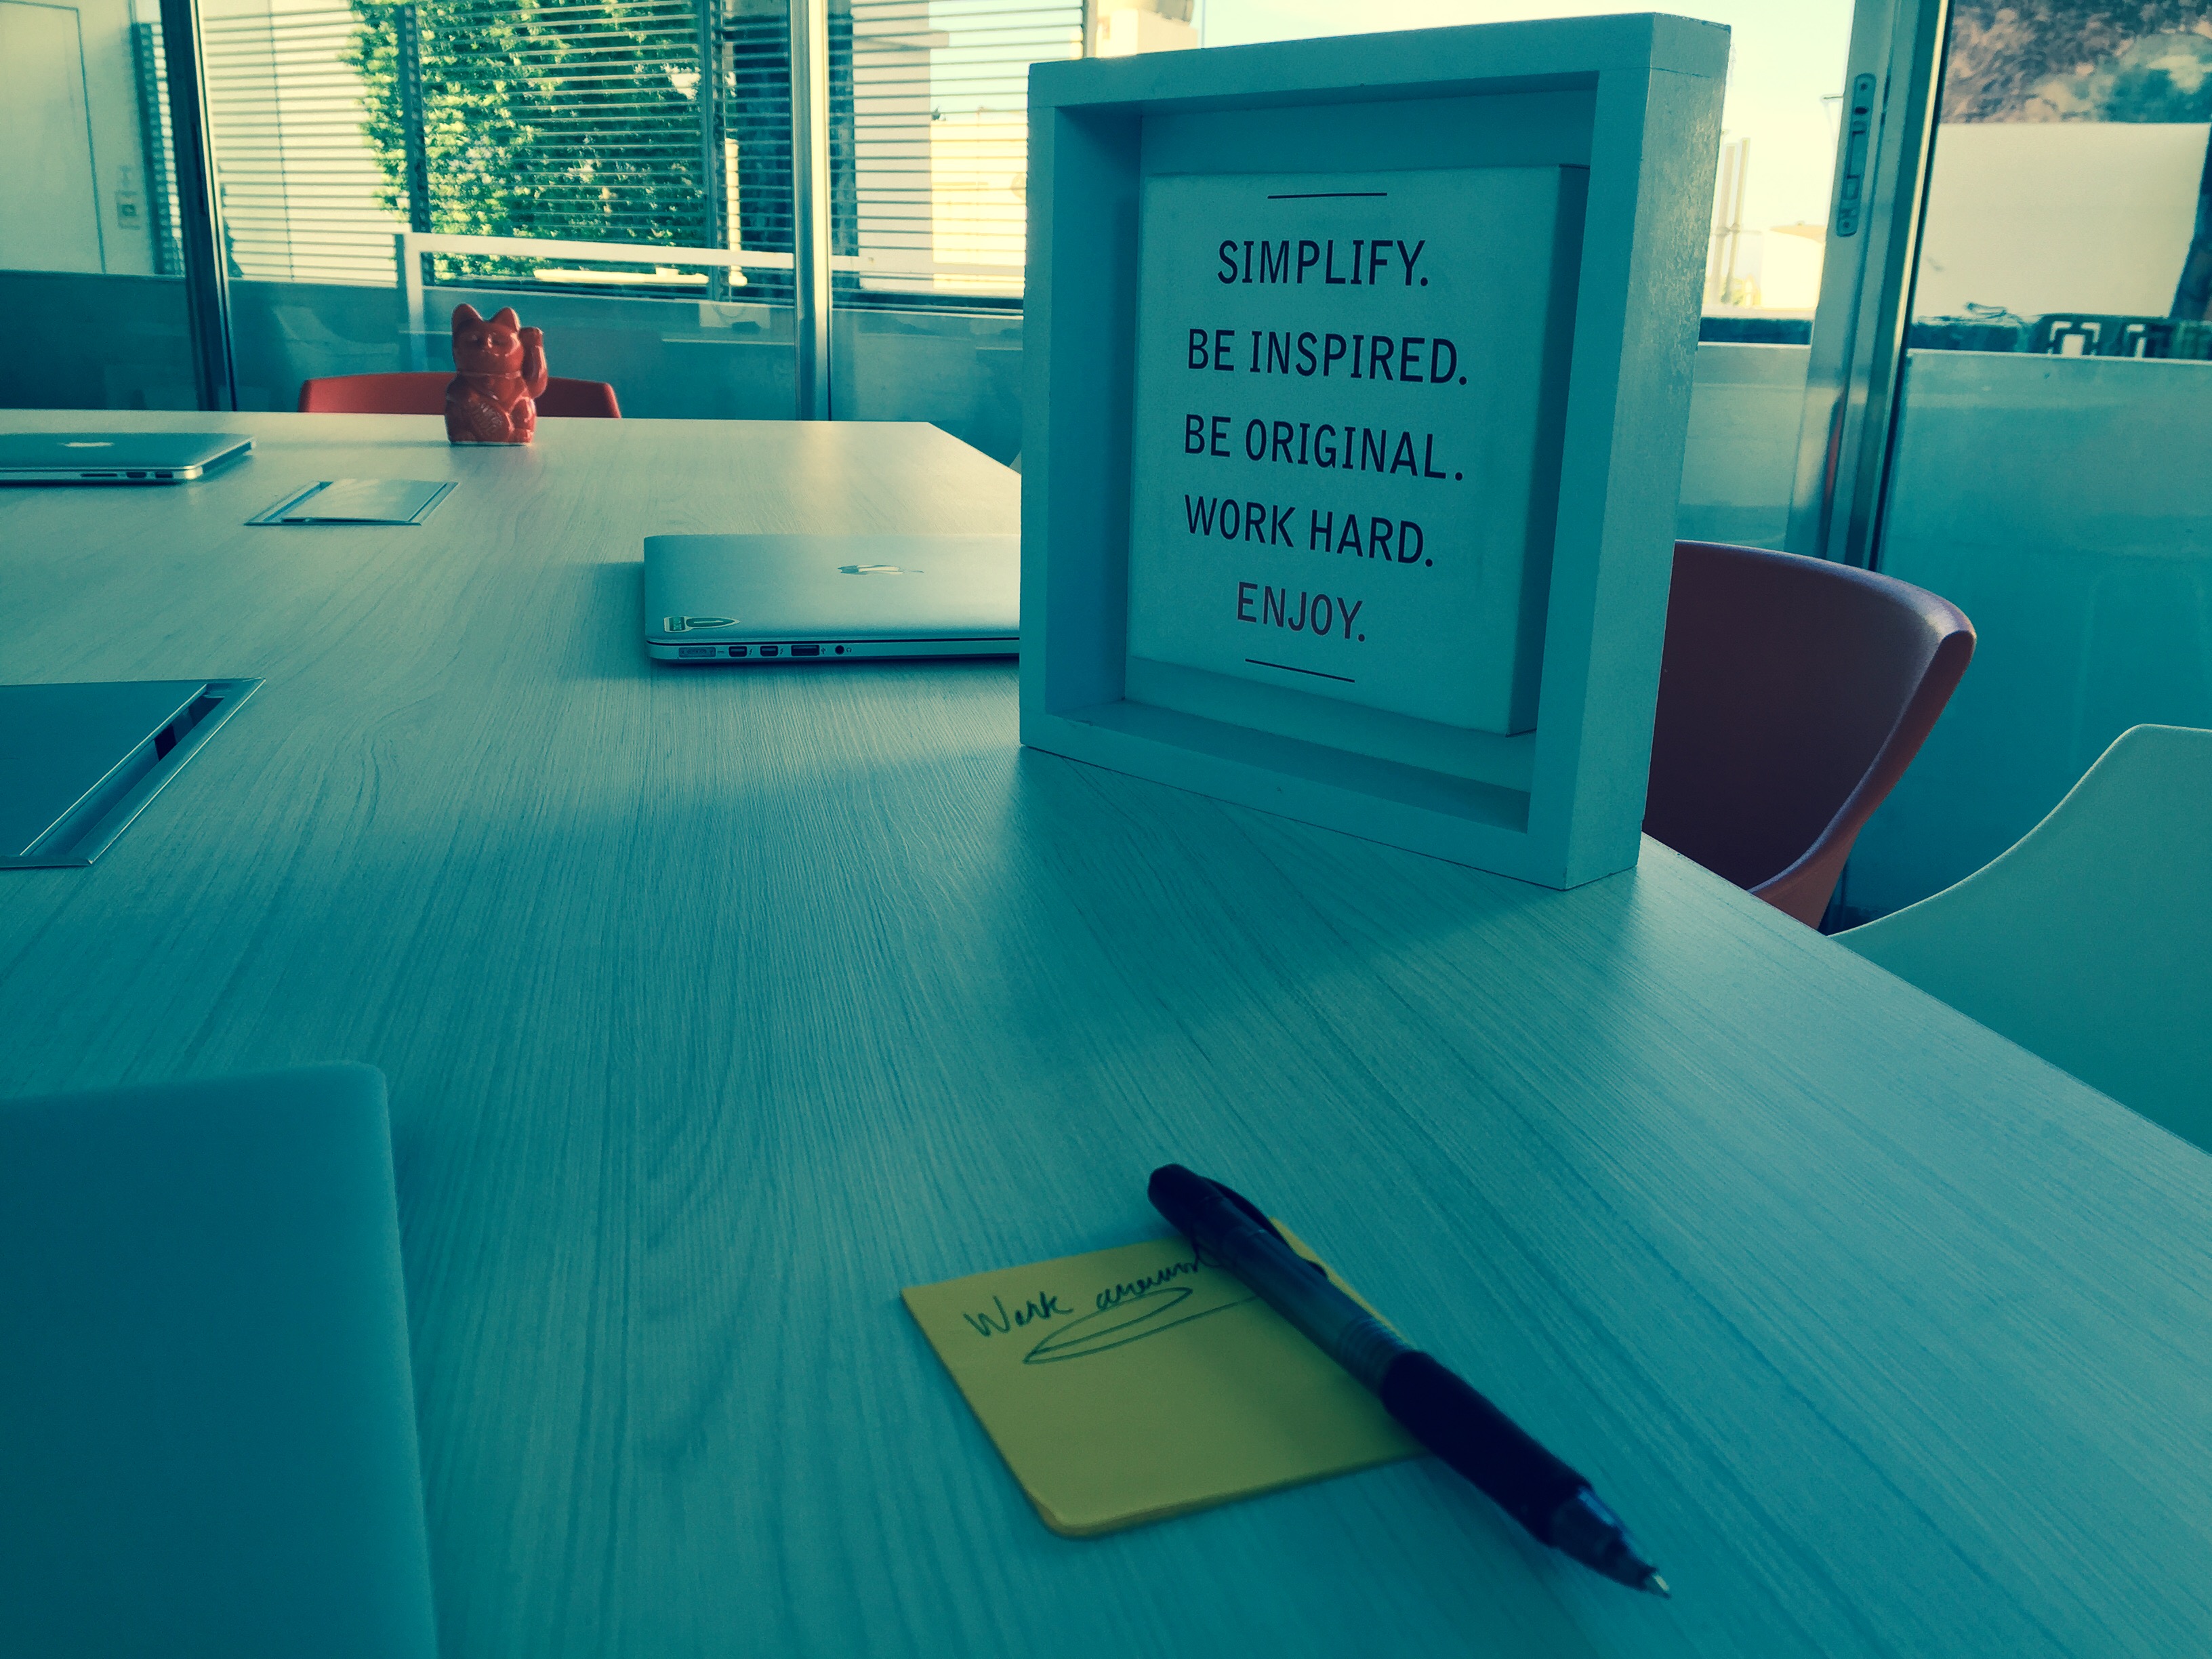 SIMPLIFY.
BE INSPIRED.
BE ORIGINAL.
WORK HARD.
ENJOY.
Work